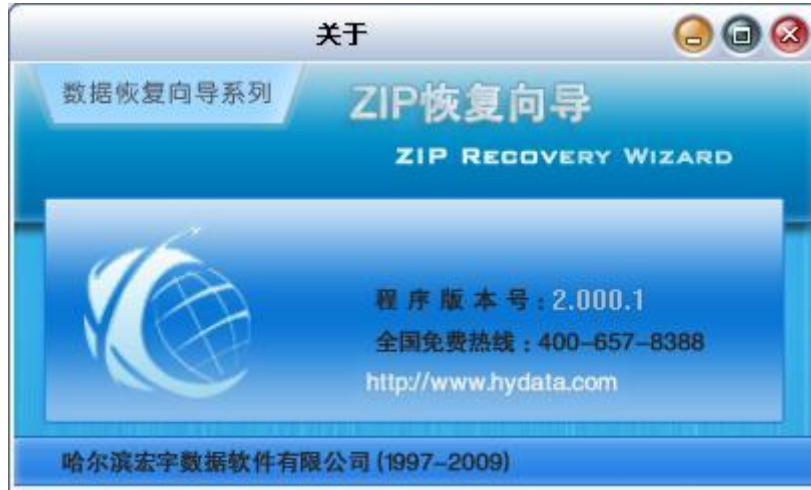 关于
数据恢复向导系列
ZIP恢复向导
ZIP RECOVERY WIZARD
程序版本号：2.000.1
全国免费热线：400-657-8388
http://www.hydata.com
哈尔滨宏宇数据软件有限公司(1997-2009)